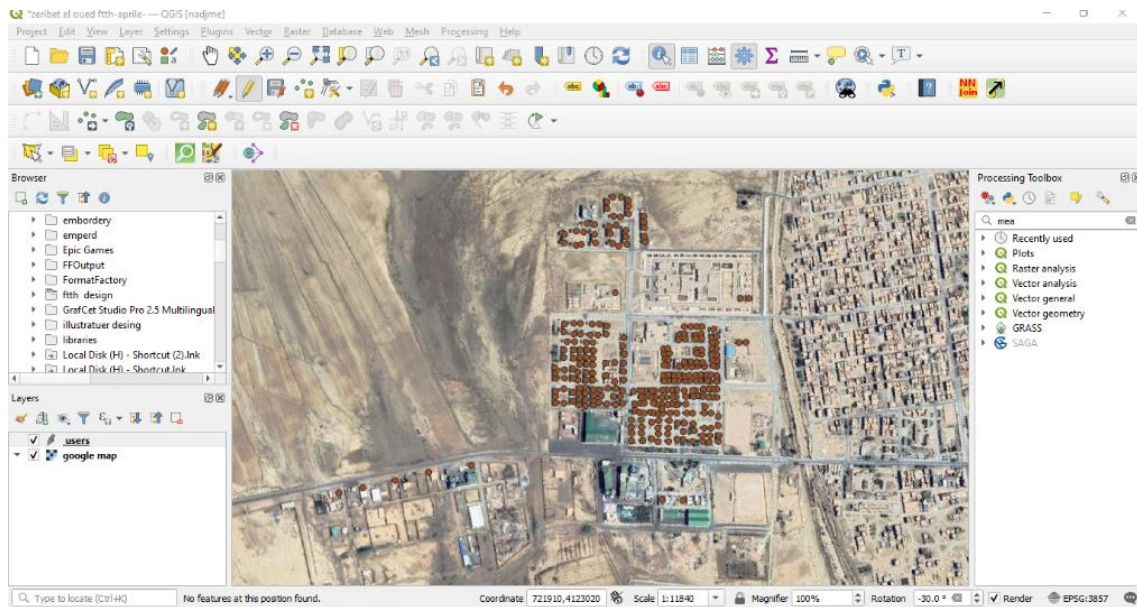 *zeribet el oued ftth-aprile- — QGIS [nadjme]
Project Edit View Layer Settings Plugins Vector Raster Database Web Mesh Processing Help
NN
Join
Browser
embordery
emperd
Epic Games
FFOutput
FormatFactory
ftth design
GrafCet Studio Pro 2.5 Multilingual
illustratuer desing
libraries
Local Disk (H) - Shortcut (2).lnk
Local Disk (H) - Shortcut.lnk
Layers
users
google map
Processing Toolbox
mea
Recently used
Plots
Raster analysis
Vector analysis
Vector general
Vector geometry
GRASS
SAGA
Type to locate (Ctrl+K) No features at this position found. Coordinate 721910,4123020 Scale 1:11840 Magnifier 100% Rotation -30.0 ° Render EPSG:3857